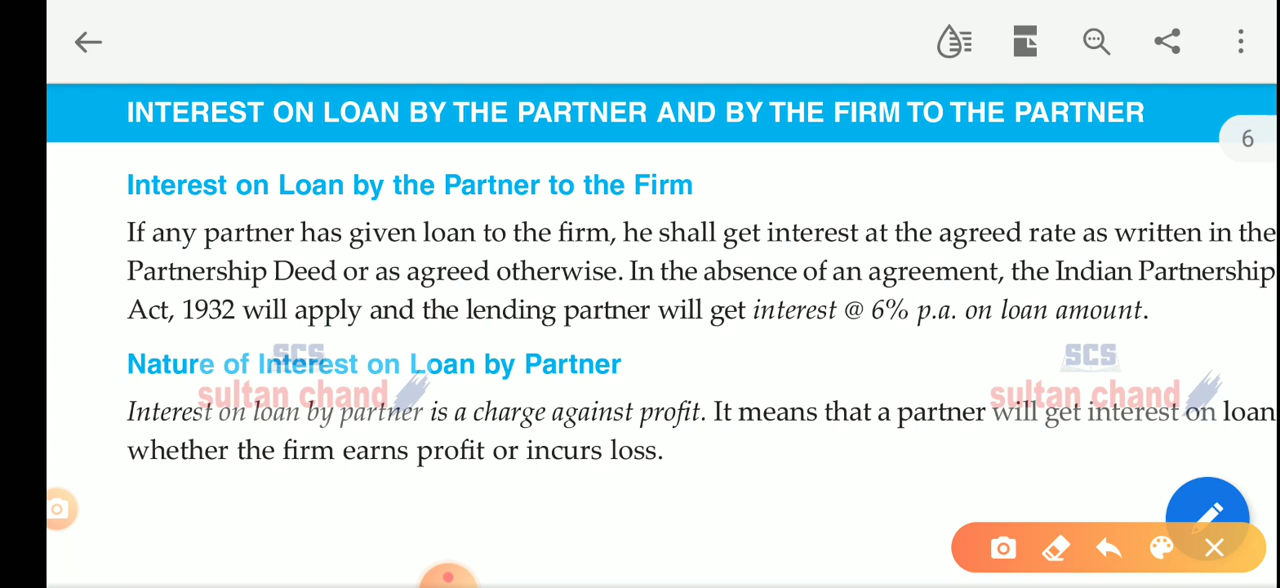 INTEREST ON LOAN BY THE PARTNER AND BY THE FIRM TO THE PARTNER
6
Interest on Loan by the Partner to the Firm
If any partner has given loan to the firm, he shall get interest at the agreed rate as written in the
Partnership Deed or as agreed otherwise. In the absence of an agreement, the Indian Partnership
Act, 1932 will apply and the lending partner will get interest @ 6% p.a. on loan amount.
SCS SCS
Nature of Interest on Loan by Partner
sultan chand sultan chand
Interest on loan by partner is a charge against profit. It means that a partner will get interest on loan
whether the firm earns profit or incurs loss.